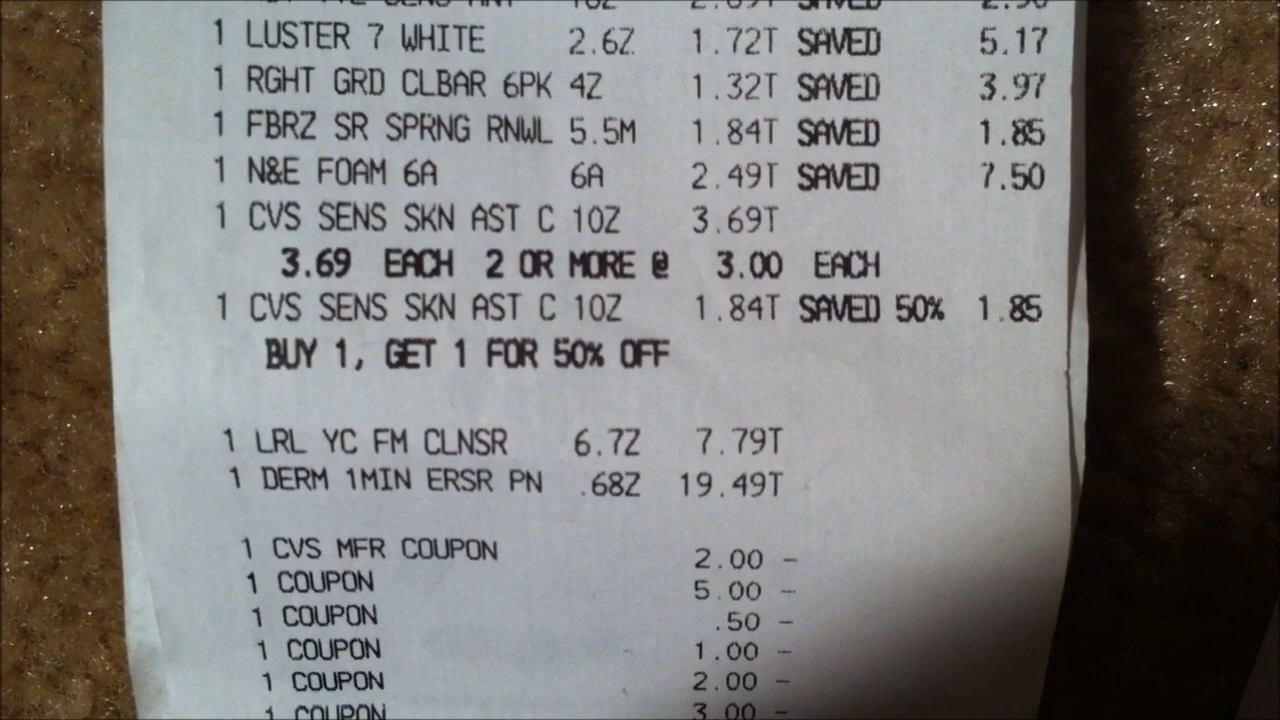 SENS 10Z 2.69T SAVED
1 LUSTER 7 WHITE 2.6Z 1.72T SAVED 5.17
1 RGHT GRD CLBAR 6PK 4Z 1.32T SAVED 3.97
1 FBRZ SR SPRNG RNWL 5.5M 1.84T SAVED 1.85
1 N&E FOAM 6A 6A 2.49T SAVED 7.50
1 CVS SENS SKN AST C 10Z 3.69T
3.69 EACH 2 OR MORE @ 3.00 EACH
1 CVS SENS SKN AST C 10Z 1.84T SAVED 50% 1.85
BUY 1, GET 1 FOR 50% OFF
1 LRL YC FM CLNSR 6.7Z 7.79T
1 DERM 1MIN ERSR PN .68Z 19.49T
1 CVS MFR COUPON 2.00 -
1 COUPON 5.00 -
1 COUPON .50 -
1 COUPON 1.00 -
1 COUPON 2.00 -
1 COUPON 3.00 -